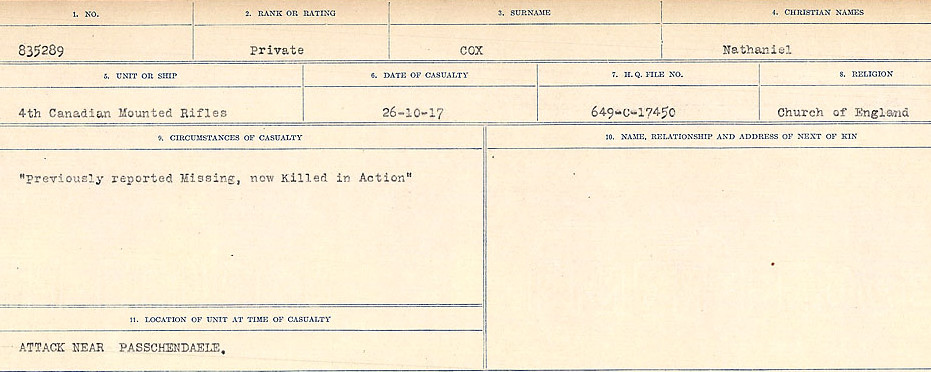 1. NO. 2. RANK OR RATING 3. SURNAME 4. CHRISTIAN NAMES
835289 Private COX Nathaniel
5. UNIT OR SHIP 6. DATE OF CASUALTY 7. H.Q. FILE NO. 8. RELIGION
4th Canadian Mounted Rifles 26-10-17 649-C-17450 Church of England
9. CIRCUMSTANCES OF CASUALTY 10. NAME, RELATIONSHIP AND ADDRESS OF NEXT OF KIN
"Previously reported Missing, now Killed in Action"
11. LOCATION OF UNIT AT TIME OF CASUALTY
ATTACK NEAR PASSCHENDAELE.